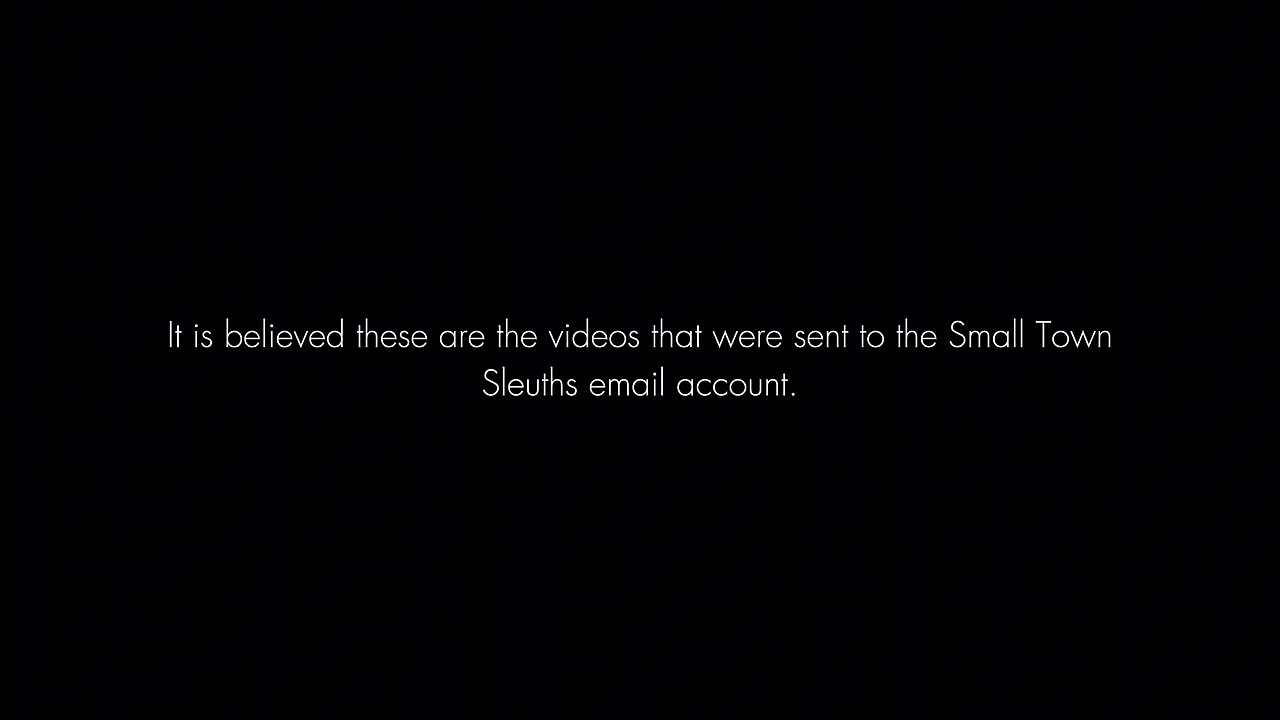 It is believed these are the videos that were sent to the Small Town
Sleuths email account.